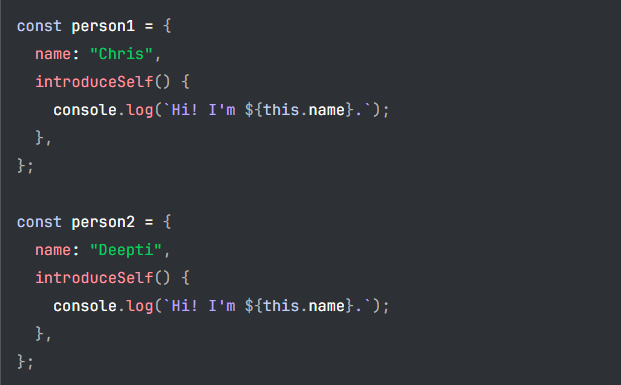 const person1 = {
  name: "Chris",
  introduceSelf() {
    console.log(`Hi! I'm ${this.name}.`);
  },
};

const person2 = {
  name: "Deepti",
  introduceSelf() {
    console.log(`Hi! I'm ${this.name}.`);
  },
};